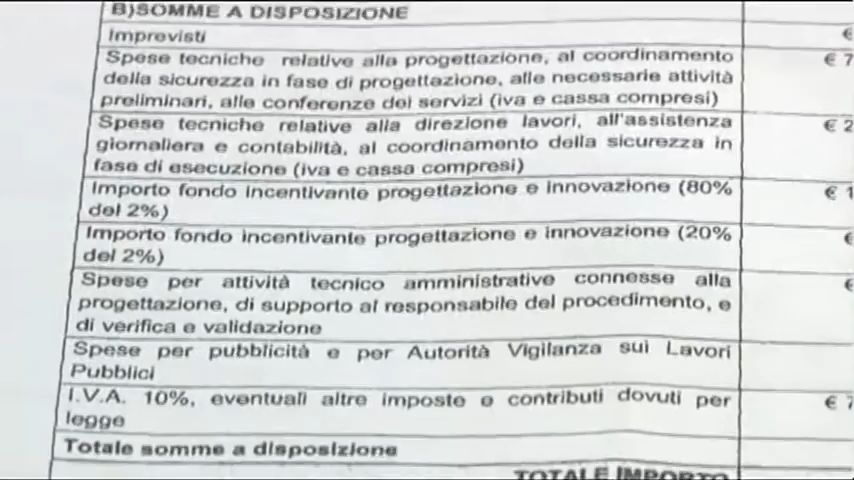 B)SOMME A DISPOSIZIONE
Imprevisti €
Spese tecniche relative alla progettazione, al coordinamento € 7
della sicurezza in fase di progettazione, alle necessarie attività
preliminari, alle conferenze dei servizi (iva e cassa compresi)
Spese tecniche relative alla direzione lavori, all'assistenza € 2
giornaliera e contabilità, al coordinamento della sicurezza in
fase di esecuzione (iva e cassa compresi)
Importo fondo incentivante progettazione e innovazione (80% € 1
del 2%)
Importo fondo incentivante progettazione e innovazione (20% €
del 2%)
Spese per attività tecnico amministrative connesse alla €
progettazione, di supporto al responsabile del procedimento, e
di verifica e validazione
Spese per pubblicità e per Autorità Vigilanza sui Lavori
Pubblici
I.V.A. 10%, eventuali altre imposte e contributi dovuti per € 7
legge
Totale somme a disposizione
TOTALE IMPORTO